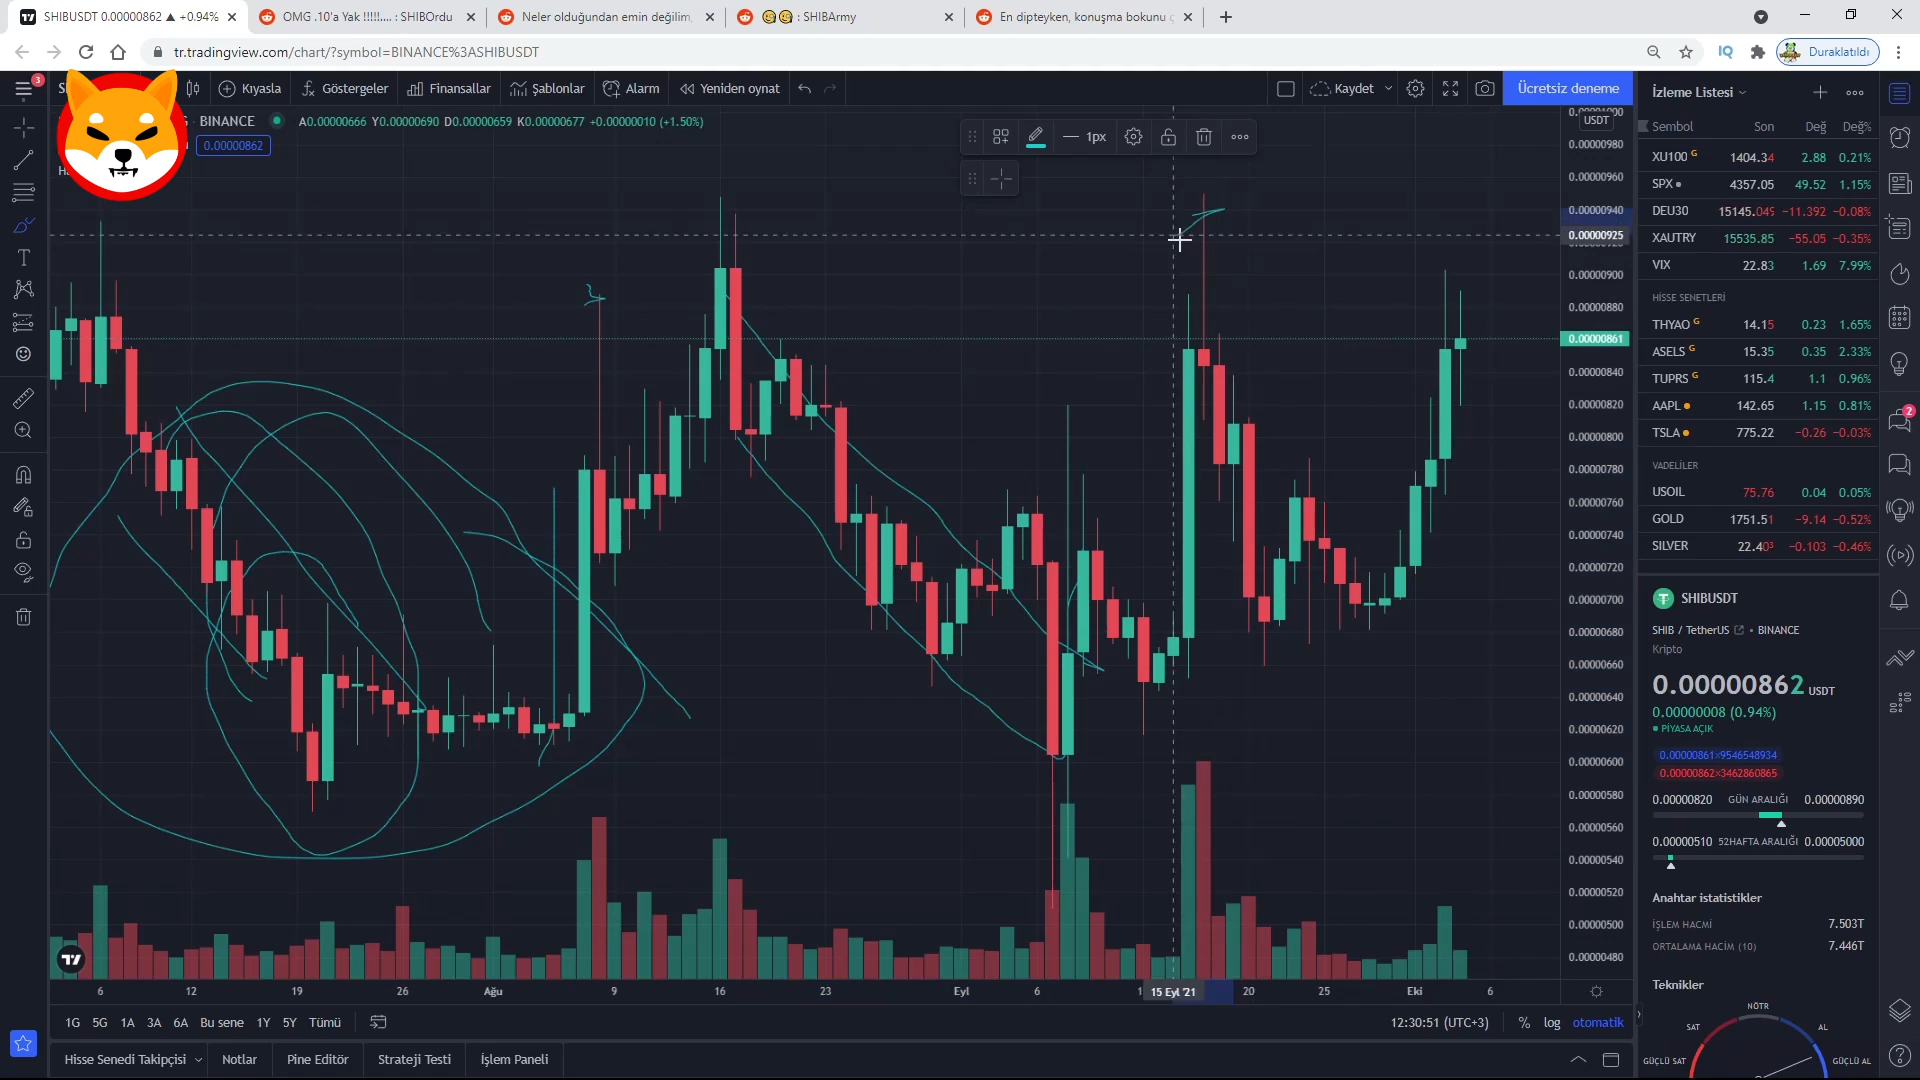 SHIBUSDT 0.00000862 ▲ +0.94%
OMG .10'a Yak !!!!!.... : SHIBOrdu
Neler olduğundan emin değilim,
: SHIBArmy
En dipteyken, konuşma bokunu
tr.tradingview.com/chart/?symbol=BINANCE%3ASHIBUSDT
IQ
Duraklatıldı
3
Kıyasla
Göstergeler
Finansallar
Şablonlar
Alarm
Yeniden oynat
Kaydet
Ücretsiz deneme
BINANCE
A0.00000666 Y0.00000690 D0.00000659 K0.00000677 +0.00000010 (+1.50%)
0.00000862
1px
USDT
0.00000980
0.00000960
0.00000940
0.00000925
0.00000900
0.00000880
0.00000861
0.00000840
0.00000820
0.00000800
0.00000780
0.00000760
0.00000740
0.00000720
0.00000700
0.00000680
0.00000660
0.00000640
0.00000620
0.00000600
0.00000580
0.00000560
0.00000540
0.00000520
0.00000500
0.00000480
6 12 19 26 Ağu 9 16 23 Eyl 6 15 Eyl '21 20 25 Eki 6
1G 5G 1A 3A 6A Bu sene 1Y 5Y Tümü
12:30:51 (UTC+3) % log otomatik
Hisse Senedi Takipçisi Notlar Pine Editör Strateji Testi İşlem Paneli
İzleme Listesi
Sembol Son Değ Değ%
XU100 G 1404.34 2.88 0.21%
SPX 4357.05 49.52 1.15%
DEU30 15145.049 −11.392 −0.08%
XAUTRY 15535.85 −55.05 −0.35%
VIX 22.83 1.69 7.99%
HİSSE SENETLERİ
THYAO G 14.15 0.23 1.65%
ASELS G 15.35 0.35 2.33%
TUPRS G 115.4 1.1 0.96%
AAPL 142.65 1.15 0.81%
TSLA 775.22 −0.26 −0.03%
VADELİLER
USOIL 75.76 0.04 0.05%
GOLD 1751.51 −9.14 −0.52%
SILVER 22.403 −0.103 −0.46%
2
SHIBUSDT
SHIB / TetherUS • BINANCE
Kripto
0.00000862 USDT
0.00000008 (0.94%)
PİYASA AÇIK
0.00000861×9546548934
0.00000862×3462860865
0.00000820 GÜN ARALIĞI 0.00000890
0.00000510 52HAFTA ARALIĞI 0.00005000
Anahtar istatistikler
İŞLEM HACMİ 7.503T
ORTALAMA HACİM (10) 7.446T
Teknikler
NÖTR
SAT AL
GÜÇLÜ SAT GÜÇLÜ AL